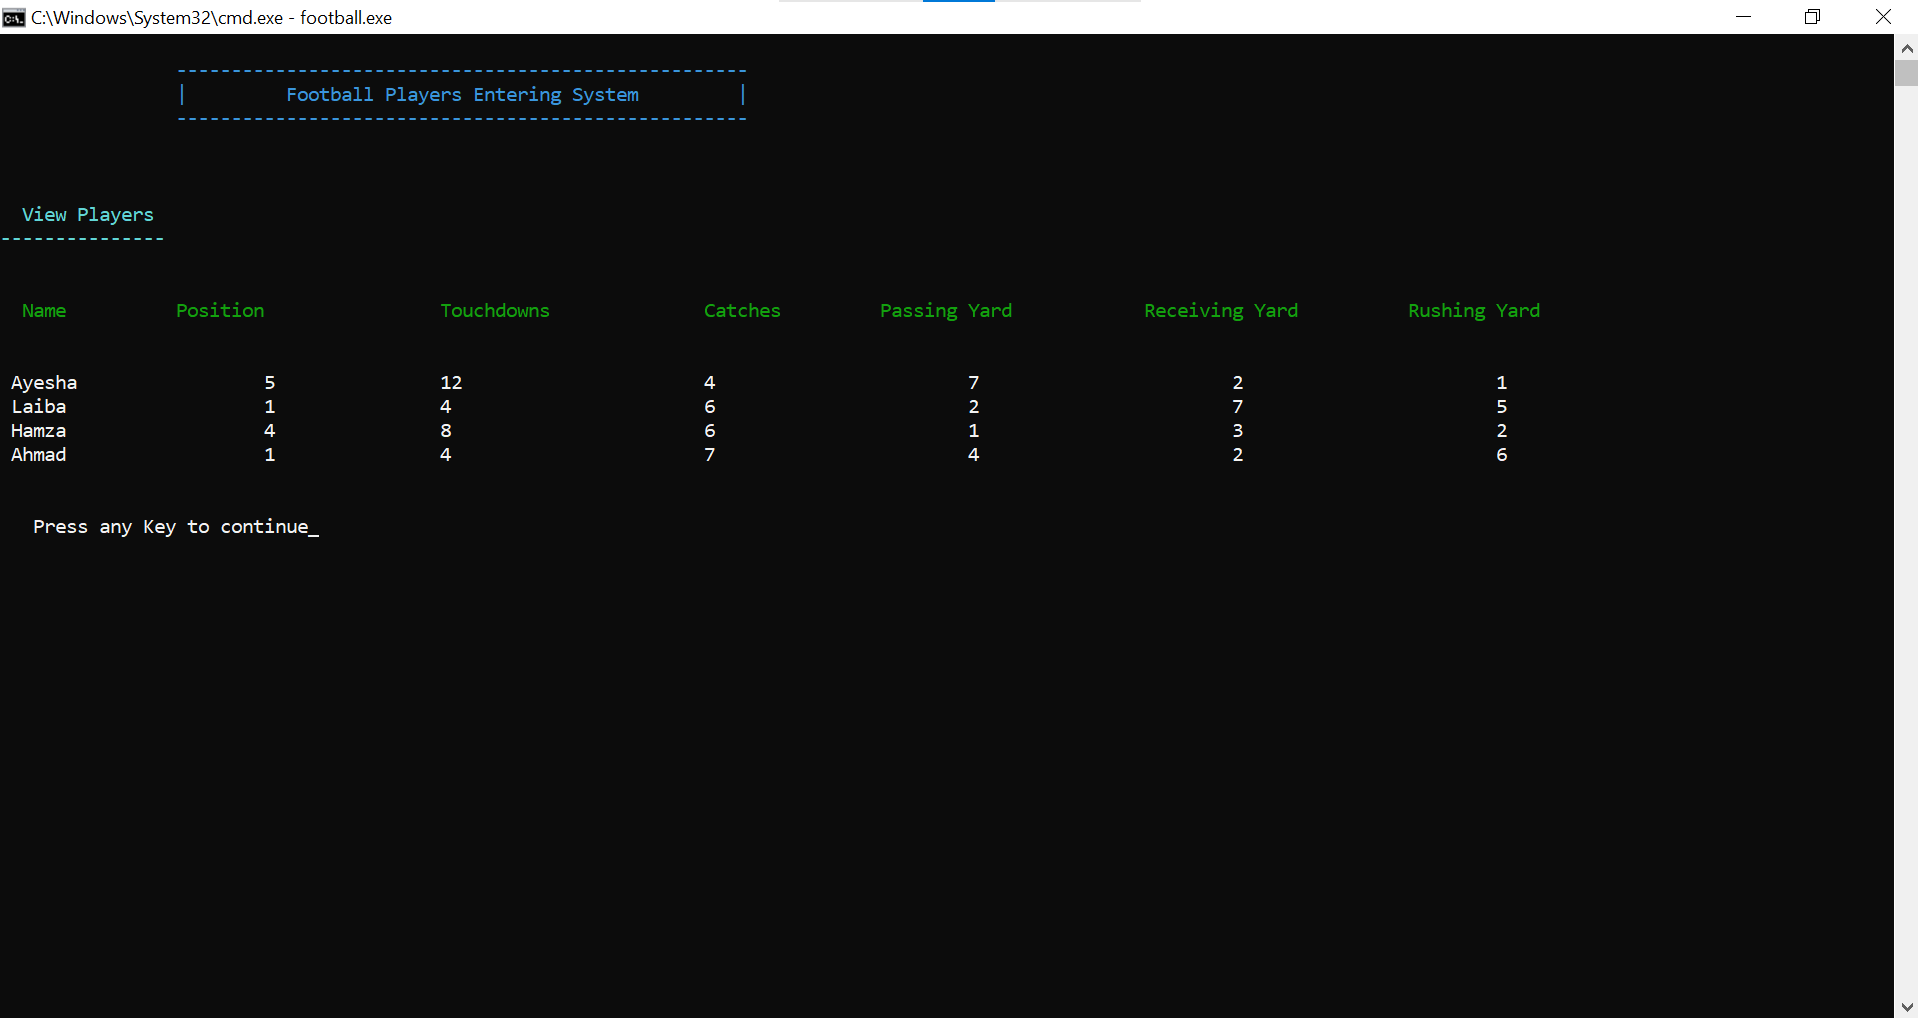 C:\Windows\System32\cmd.exe - football.exe
----------------------------------------------------
|         Football Players Entering System         |
----------------------------------------------------
View Players
---------------
Name Position Touchdowns Catches Passing Yard Receiving Yard Rushing Yard
Ayesha 5 12 4 7 2 1
Laiba 1 4 6 2 7 5
Hamza 4 8 6 1 3 2
Ahmad 1 4 7 4 2 6
Press any Key to continue_